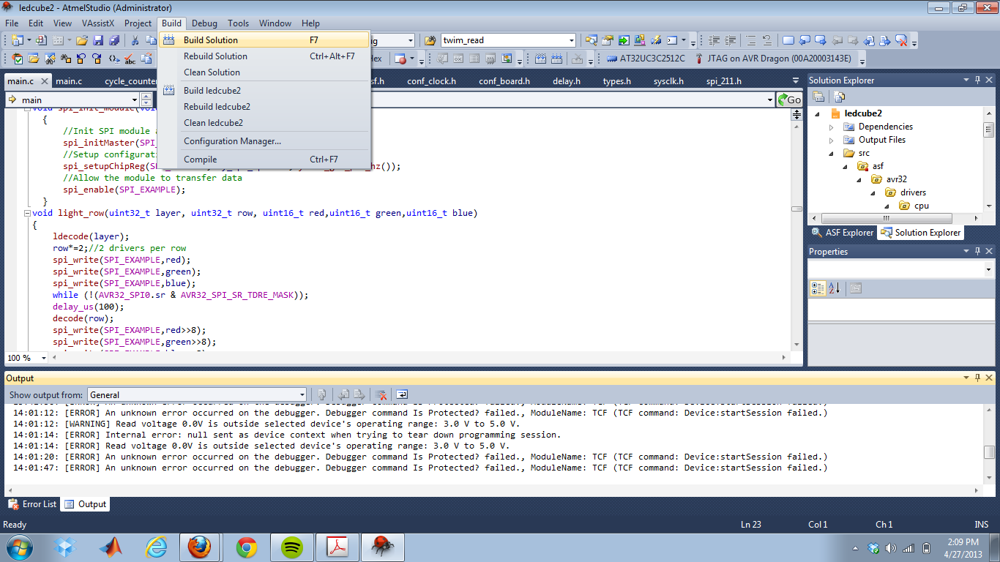 ledcube2 - AtmelStudio (Administrator)
File Edit View VAssistX Project Build Debug Tools Window Help
twim_read
AT32UC3C2512C JTAG on AVR Dragon (00A20003143E)
Build Solution F7
Rebuild Solution Ctrl+Alt+F7
Clean Solution
Build ledcube2
Rebuild ledcube2
Clean ledcube2
Configuration Manager...
Compile Ctrl+F7
main.c main.c cycle_counter conf_clock.h conf_board.h delay.h types.h sysclk.h spi_211.h
main Go
{
//Init SPI module
spi_initMaster(SPI_
//Setup configurati
spi_setupChipReg(S hz());
//Allow the module to transfer data
spi_enable(SPI_EXAMPLE);
}
void light_row(uint32_t layer, uint32_t row, uint16_t red,uint16_t green,uint16_t blue)
{
ldecode(layer);
row*=2;//2 drivers per row
spi_write(SPI_EXAMPLE,red);
spi_write(SPI_EXAMPLE,green);
spi_write(SPI_EXAMPLE,blue);
while (!(AVR32_SPI0.sr & AVR32_SPI_SR_TDRE_MASK));
delay_us(100);
decode(row);
spi_write(SPI_EXAMPLE,red>>8);
spi_write(SPI_EXAMPLE,green>>8);
100 %
Solution Explorer
ledcube2
Dependencies
Output Files
src
asf
avr32
drivers
cpu
ASF Explorer Solution Explorer
Properties
Output
Show output from: General
14:01:12: [ERROR] An unknown error occurred on the debugger. Debugger command Is Protected? failed., ModuleName: TCF (TCF command: Device:startSession failed.)
14:01:12: [WARNING] Read voltage 0.0V is outside selected device's operating range: 3.0 V to 5.0 V.
14:01:14: [ERROR] Internal error: null sent as device context when trying to tear down programming session.
14:01:14: [ERROR] Read voltage 0.0V is outside selected device's operating range: 3.0 V to 5.0 V.
14:01:20: [ERROR] An unknown error occurred on the debugger. Debugger command Is Protected? failed., ModuleName: TCF (TCF command: Device:startSession failed.)
14:01:47: [ERROR] An unknown error occurred on the debugger. Debugger command Is Protected? failed., ModuleName: TCF (TCF command: Device:startSession failed.)
Error List Output
Ready Ln 23 Col 1 Ch 1 INS
2:09 PM
4/27/2013